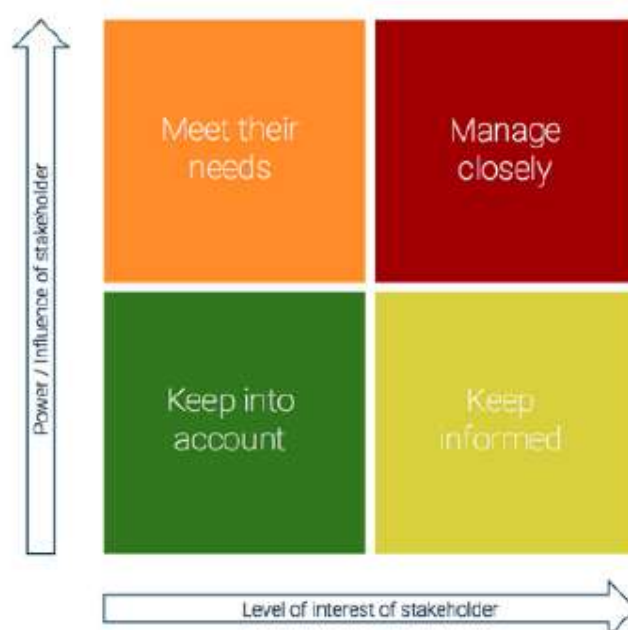 Meet their
needs
Manage
closely
Power / Influence of stakeholder
Keep into
account
Keep
informed
Level of interest of stakeholder